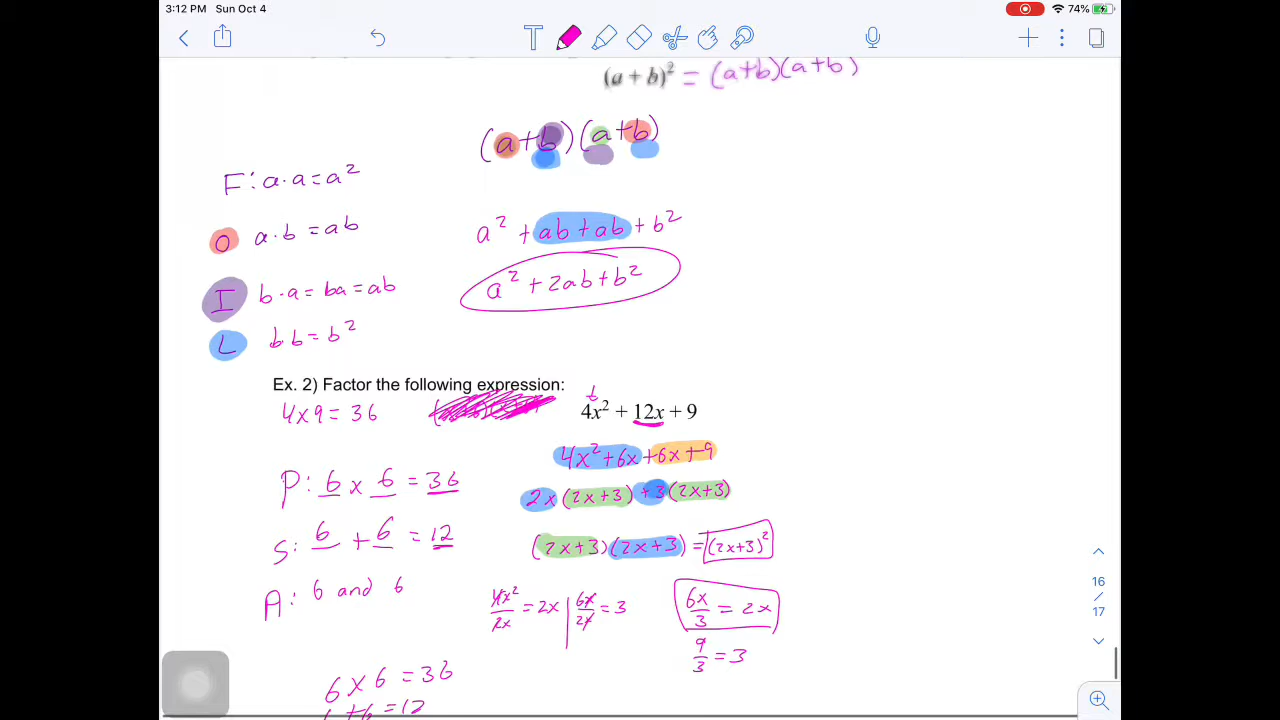 3:12 PM Sun Oct 4 74%
(a + b)² = (a+b)(a+b)
(a+b)(a+b)
F: a·a = a²
O a·b = ab
I b·a = ba = ab
L b·b = b²
a² + ab + ab + b²
a² + 2ab + b²
Ex. 2) Factor the following expression:
4x² + 12x + 9
4x9 = 36
P: 6 x 6 = 36
S: 6 + 6 = 12
A: 6 and 6
4x² + 6x + 6x + 9
2x(2x+3) + 3(2x+3)
(2x+3)(2x+3) = (2x+3)²
4x²/2x = 2x | 6x/2x = 3
6x/3 = 2x
9/3 = 3
6 x 6 = 36
6+6 = 12
16
/
17